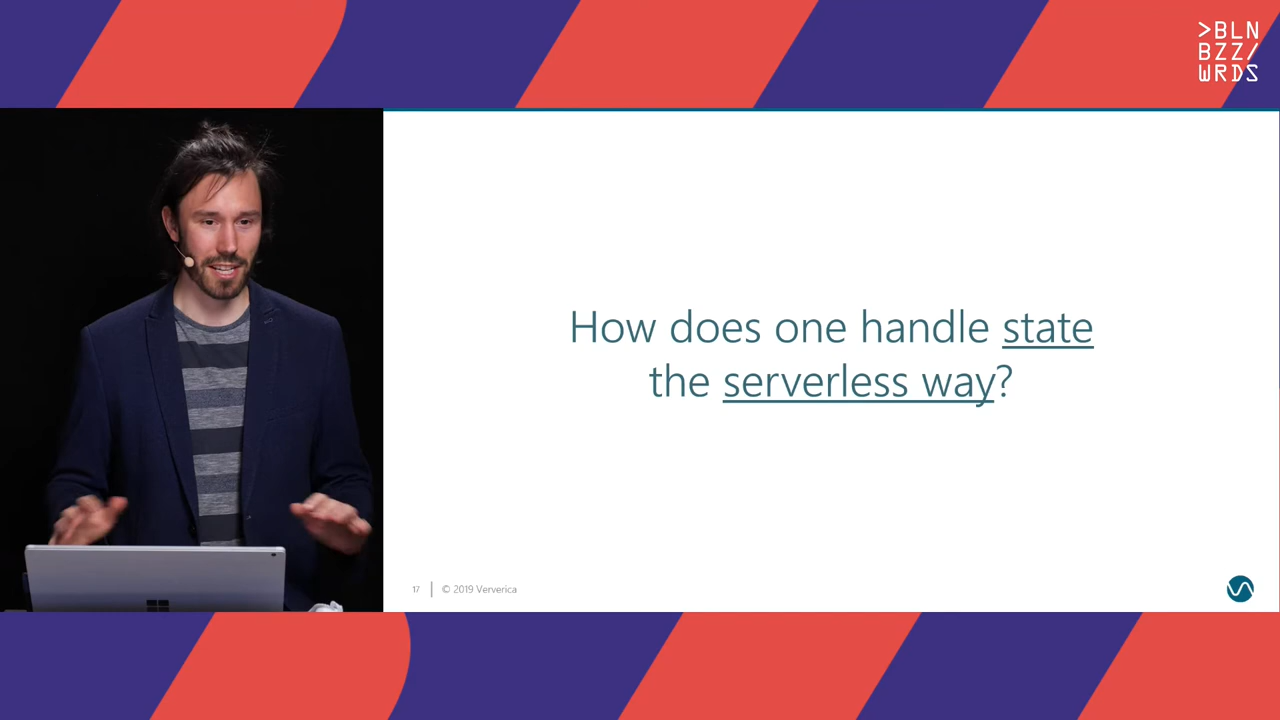 >BLN
BZZ/
WRDS
How does one handle state
the serverless way?
17 © 2019 Ververica